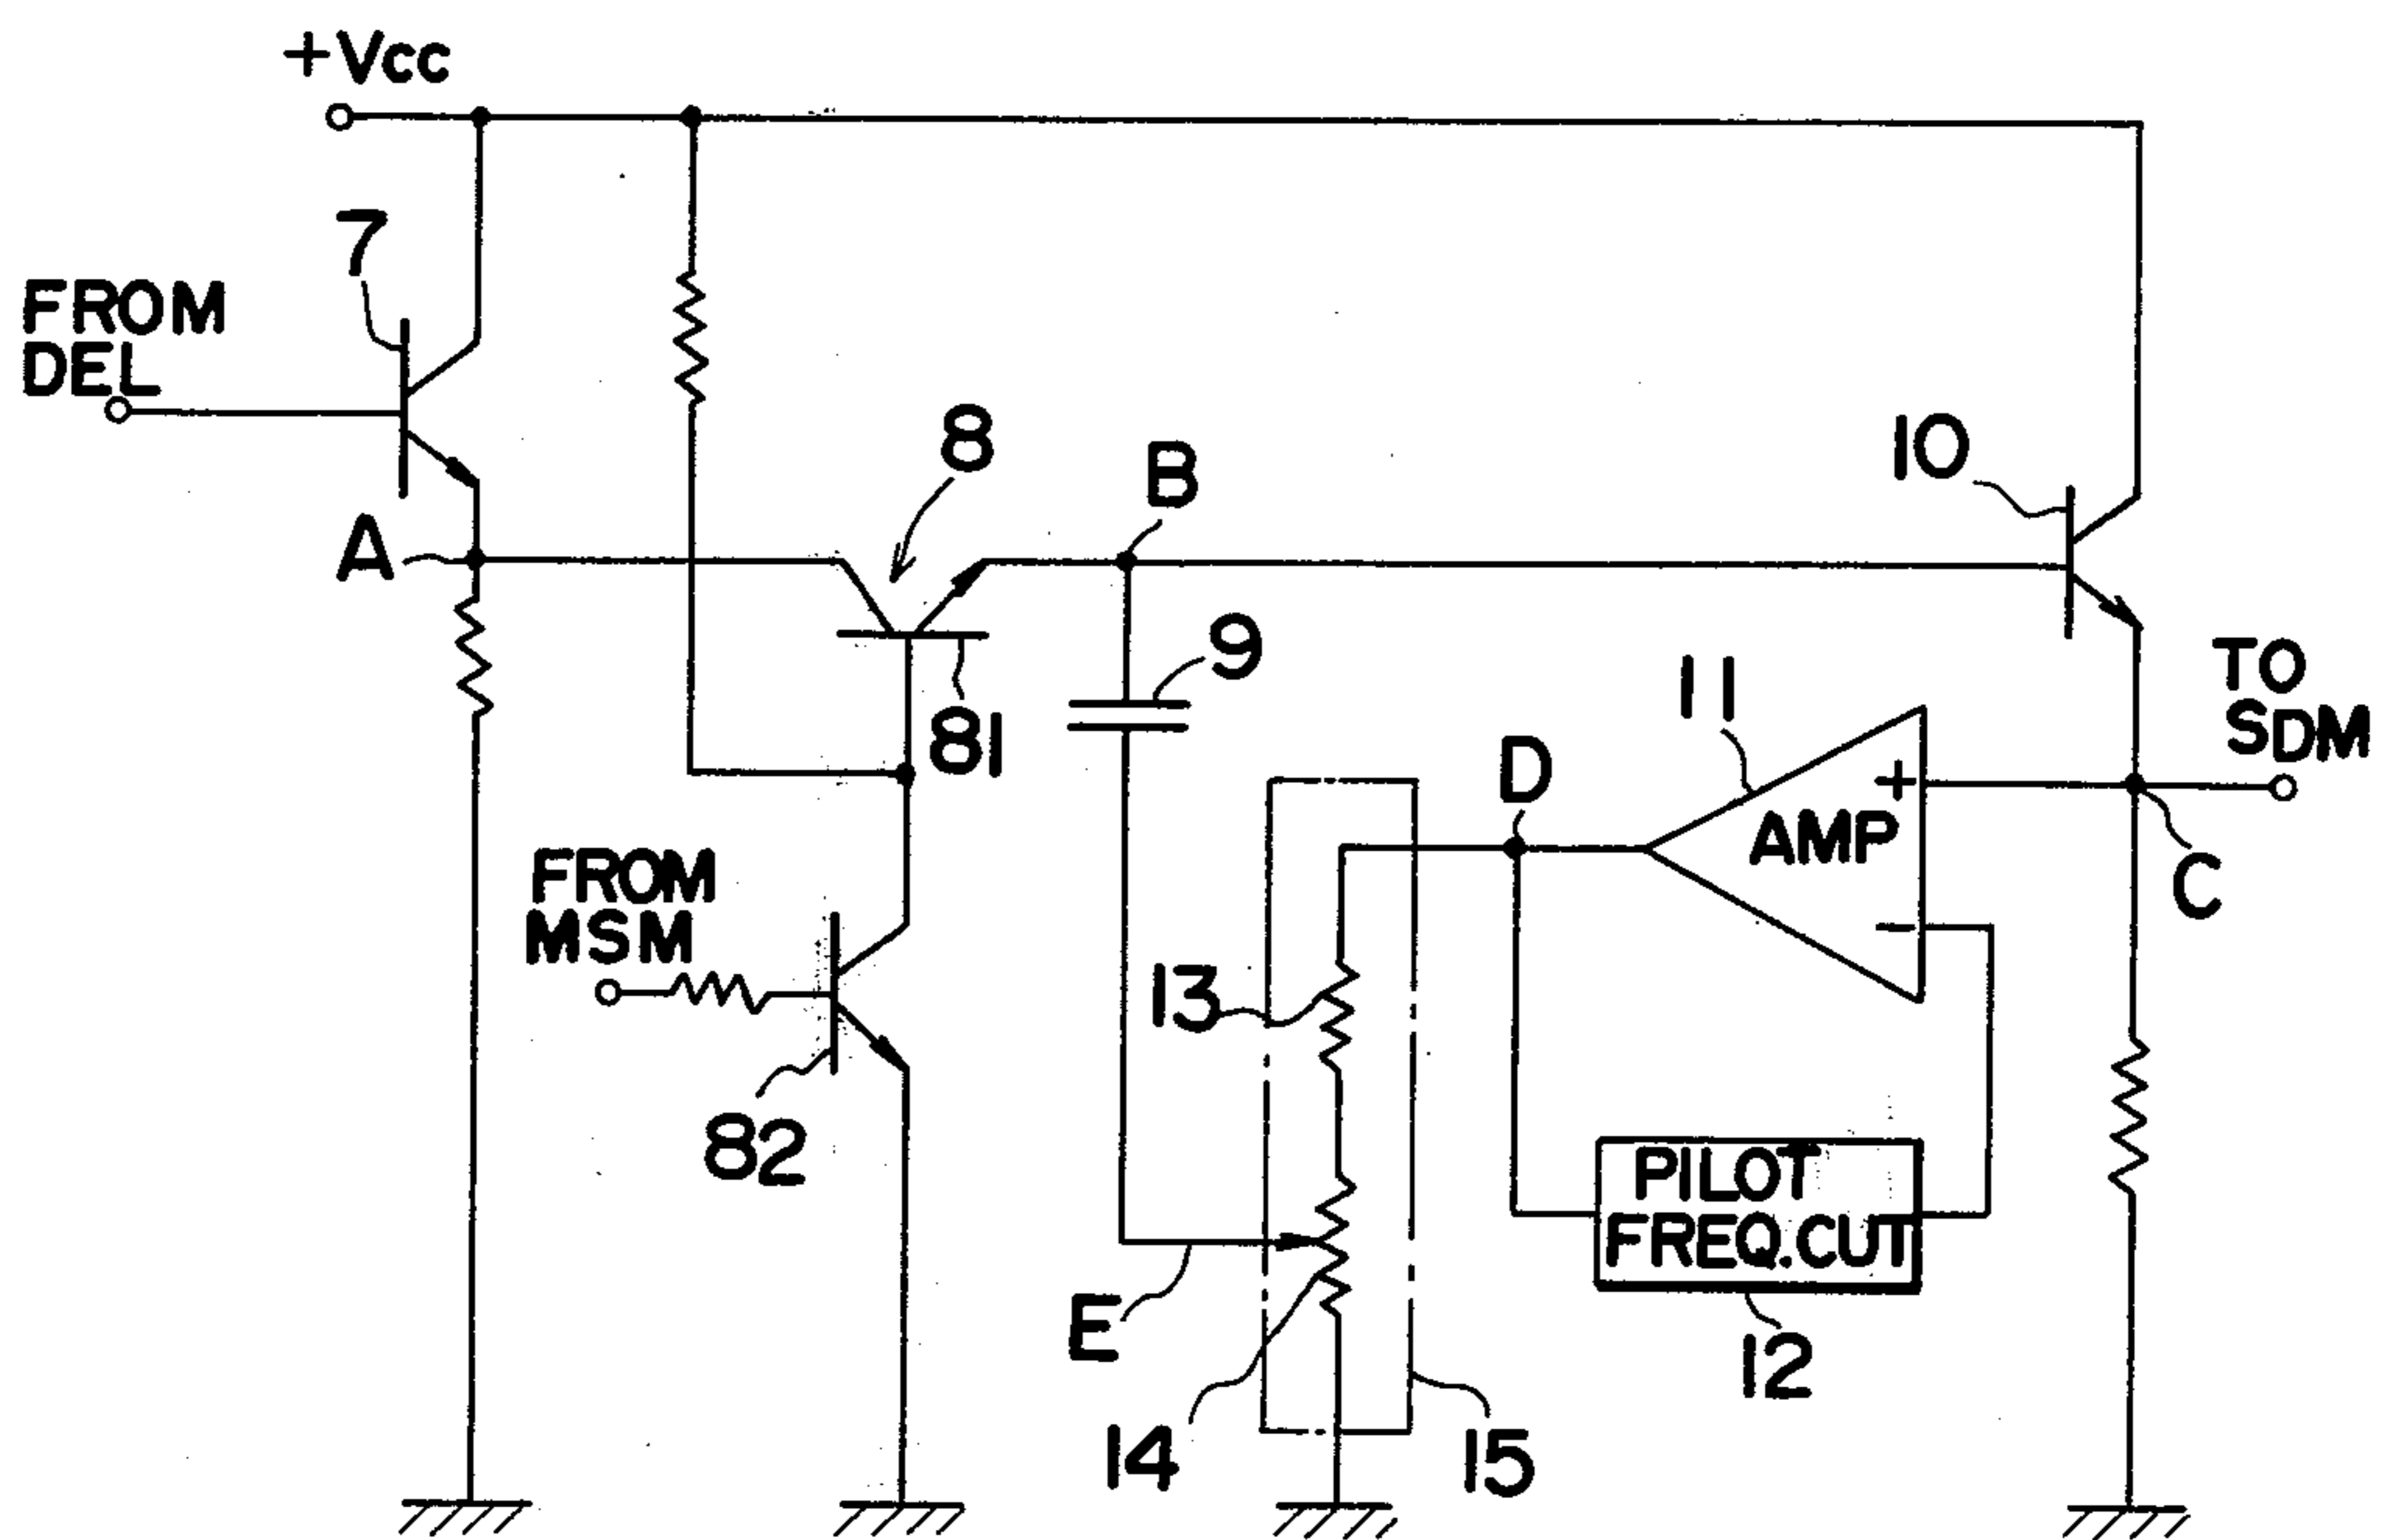 +Vcc
7
FROM
DEL
8
B
10
A
9
TO
SDM
11
81
D
+
AMP
C
FROM
MSM
−
13
82
PILOT
FREQ.CUT
E
12
14
15